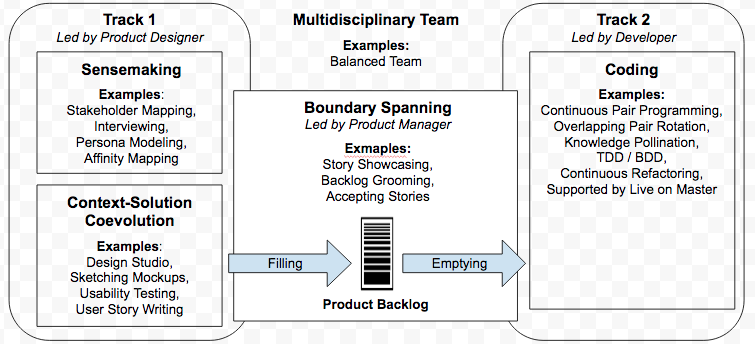 Track 1
Led by Product Designer
Sensemaking
Examples:
Stakeholder Mapping,
Interviewing,
Persona Modeling,
Affinity Mapping
Context-Solution
Coevolution
Examples:
Design Studio,
Sketching Mockups,
Usability Testing,
User Story Writing
Multidisciplinary Team
Examples:
Balanced Team
Boundary Spanning
Led by Product Manager
Exmaples:
Story Showcasing,
Backlog Grooming,
Accepting Stories
Filling
Emptying
Product Backlog
Track 2
Led by Developer
Coding
Examples:
Continuous Pair Programming,
Overlapping Pair Rotation,
Knowledge Pollination,
TDD / BDD,
Continuous Refactoring,
Supported by Live on Master